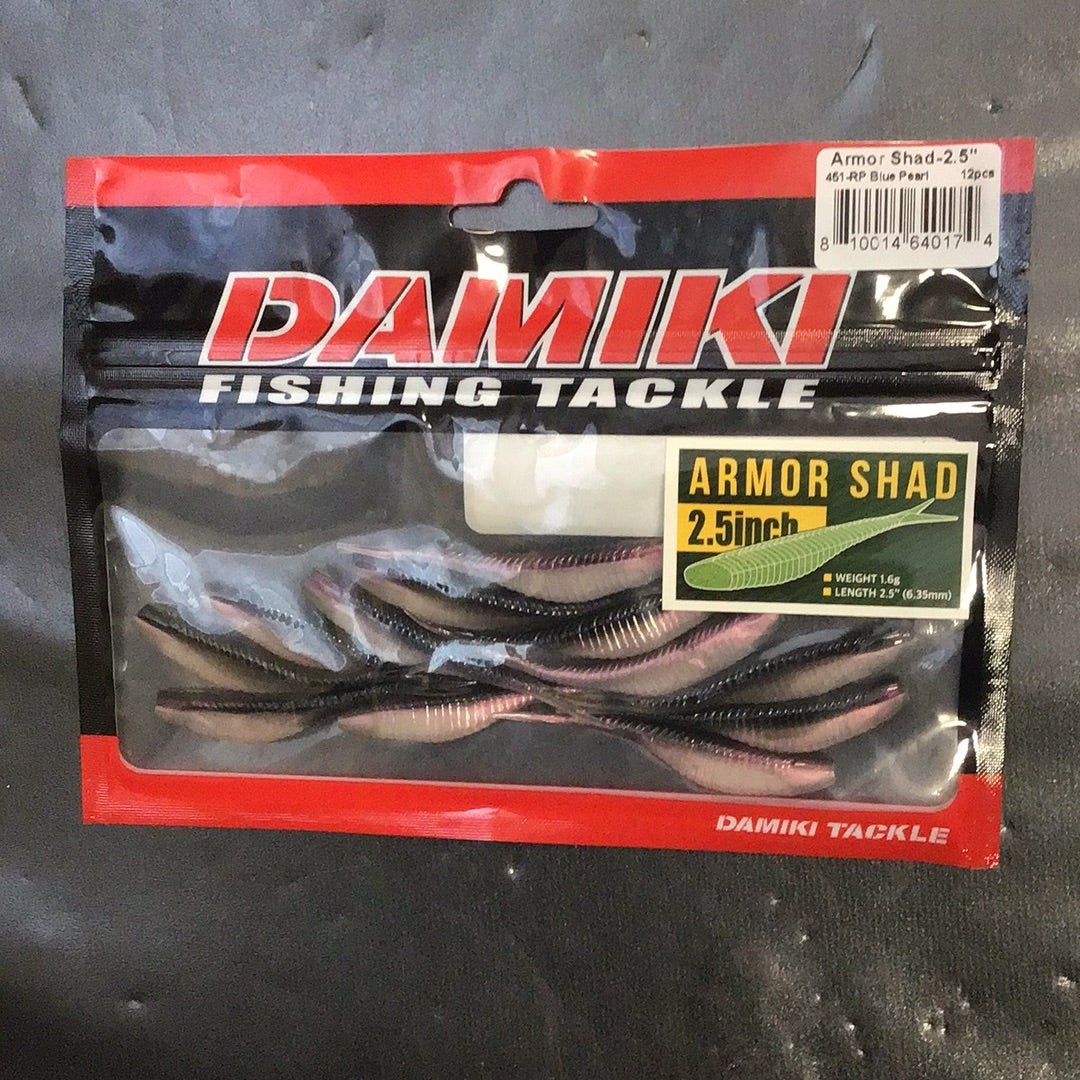 Armor Shad-2.5"
451-RP Blue Pearl 12pcs
8 10014 64017 4
DAMIKI
FISHING TACKLE
ARMOR SHAD
2.5inch
WEIGHT 1.6g
LENGTH 2.5" (6.35mm)
DAMIKI TACKLE